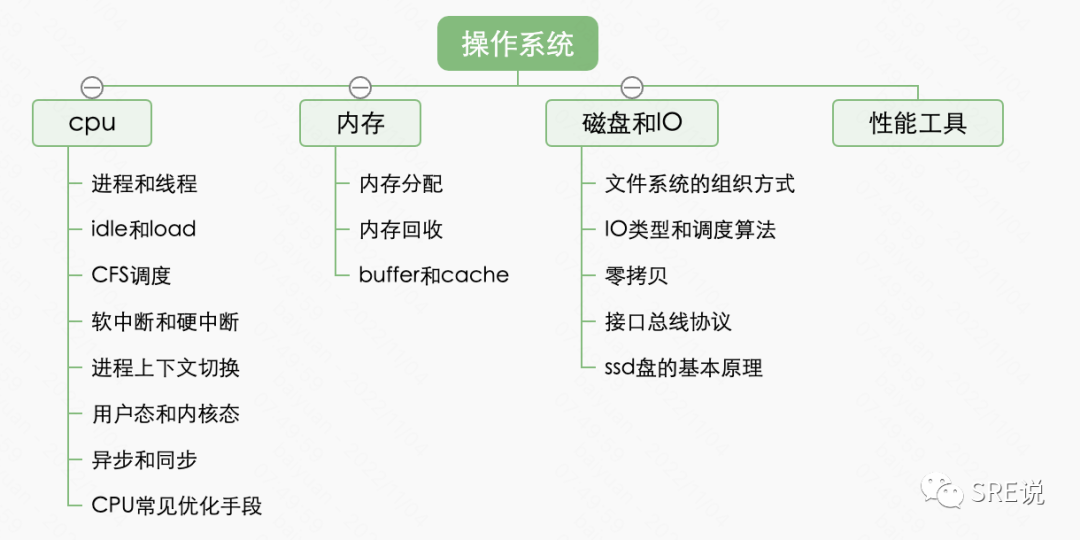 操作系统
cpu
内存
磁盘和IO
性能工具
进程和线程
idle和load
CFS调度
软中断和硬中断
进程上下文切换
用户态和内核态
异步和同步
CPU常见优化手段
内存分配
内存回收
buffer和cache
文件系统的组织方式
IO类型和调度算法
零拷贝
接口总线协议
ssd盘的基本原理
SRE说